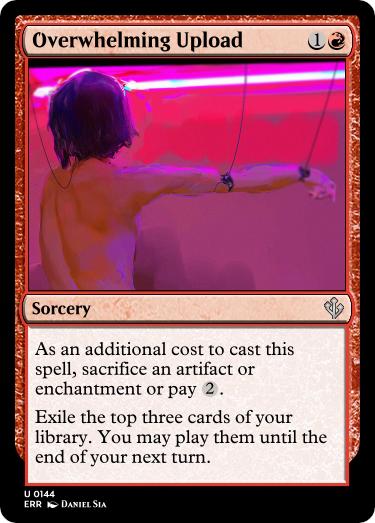 Overwhelming Upload 1
Sorcery
As an additional cost to cast this
spell, sacrifice an artifact or
enchantment or pay 2.
Exile the top three cards of your
library. You may play them until the
end of your next turn.
U 0144
ERR Daniel Sia